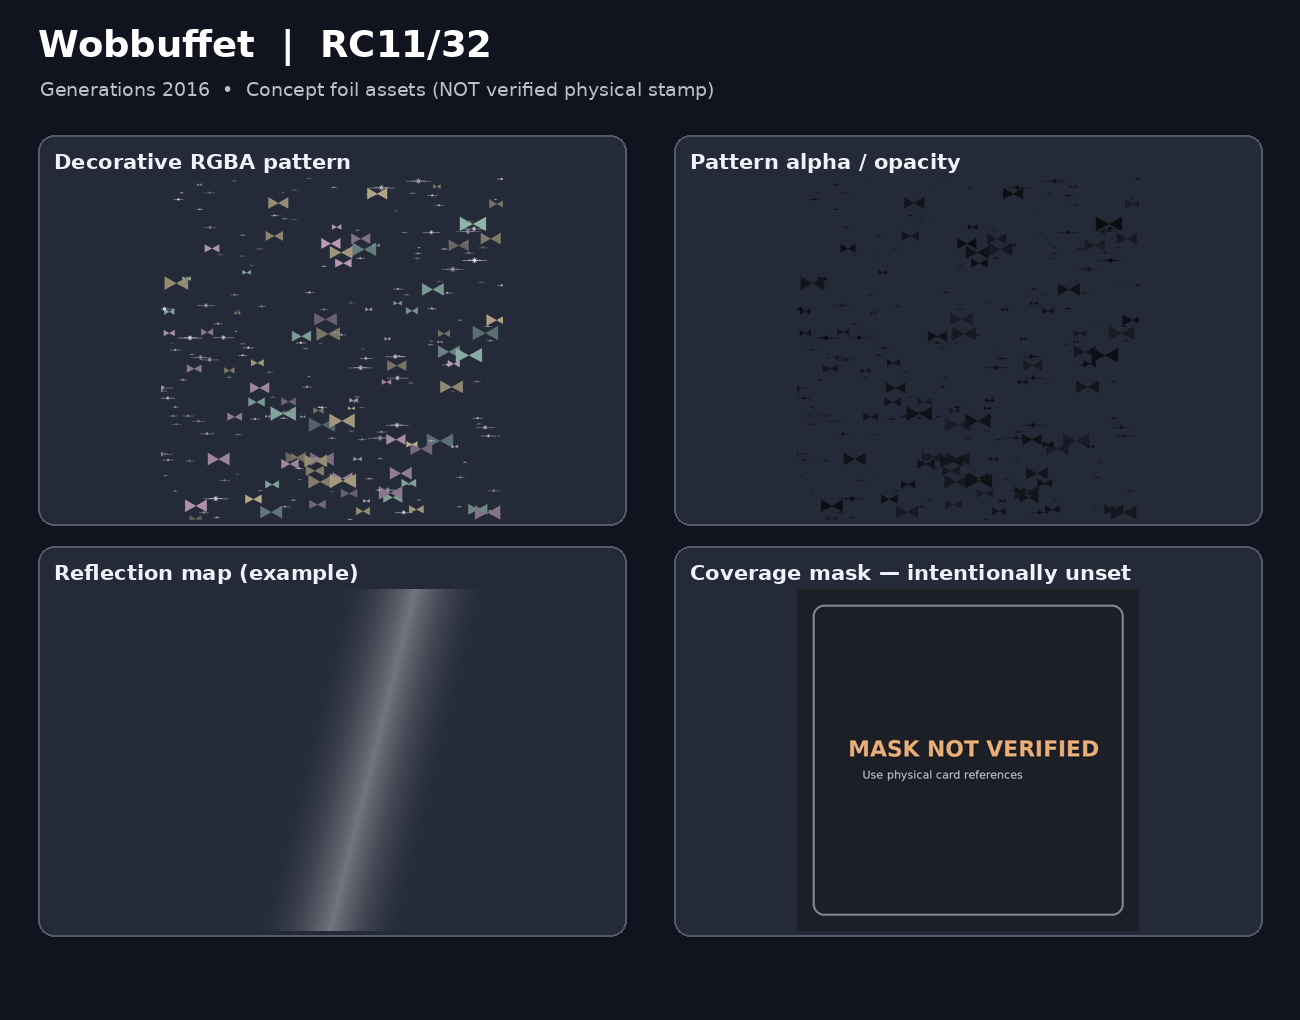 Wobbuffet | RC11/32
Generations 2016 • Concept foil assets (NOT verified physical stamp)
Decorative RGBA pattern
Pattern alpha / opacity
Reflection map (example)
Coverage mask — intentionally unset
MASK NOT VERIFIED
Use physical card references